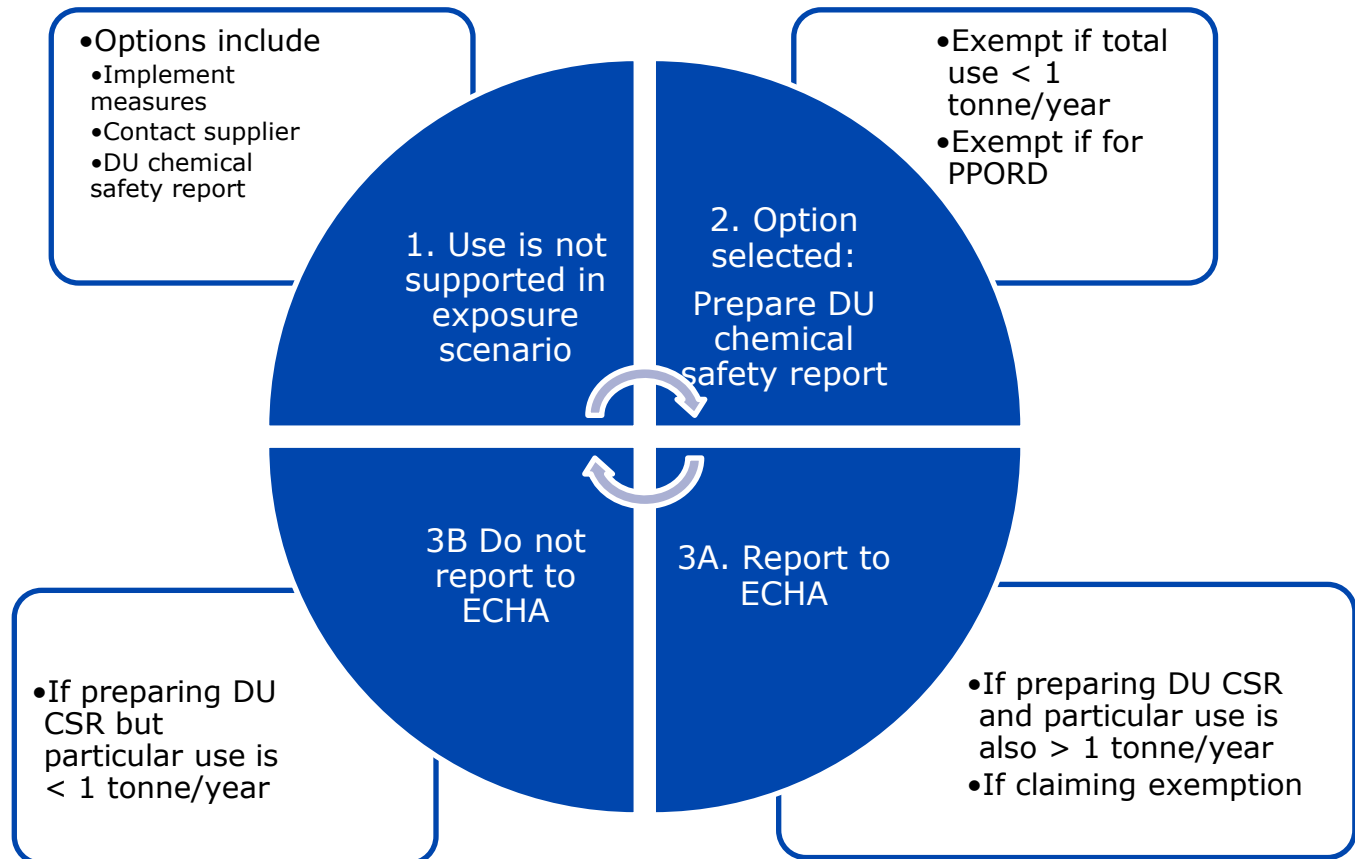 •Options include
•Implement
measures
•Contact supplier
•DU chemical
safety report
•Exempt if total
use < 1
tonne/year
•Exempt if for
PPORD
1. Use is not
supported in
exposure
scenario
2. Option
selected:
Prepare DU
chemical
safety report
3B Do not
report to
ECHA
3A. Report to
ECHA
•If preparing DU
CSR but
particular use is
< 1 tonne/year
•If preparing DU CSR
and particular use is
also > 1 tonne/year
•If claiming exemption